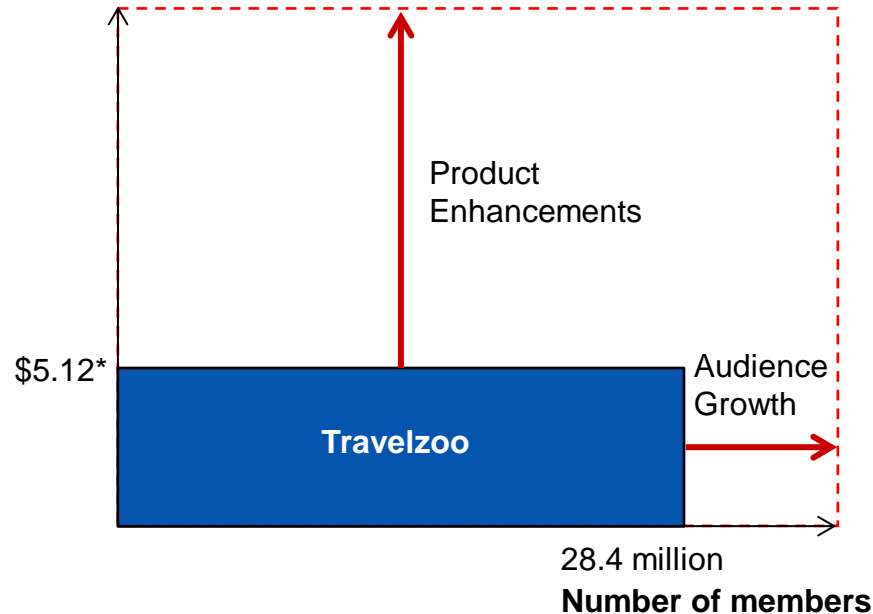 Product
Enhancements
$5.12*
Audience
Growth
Travelzoo
28.4 million
Number of members